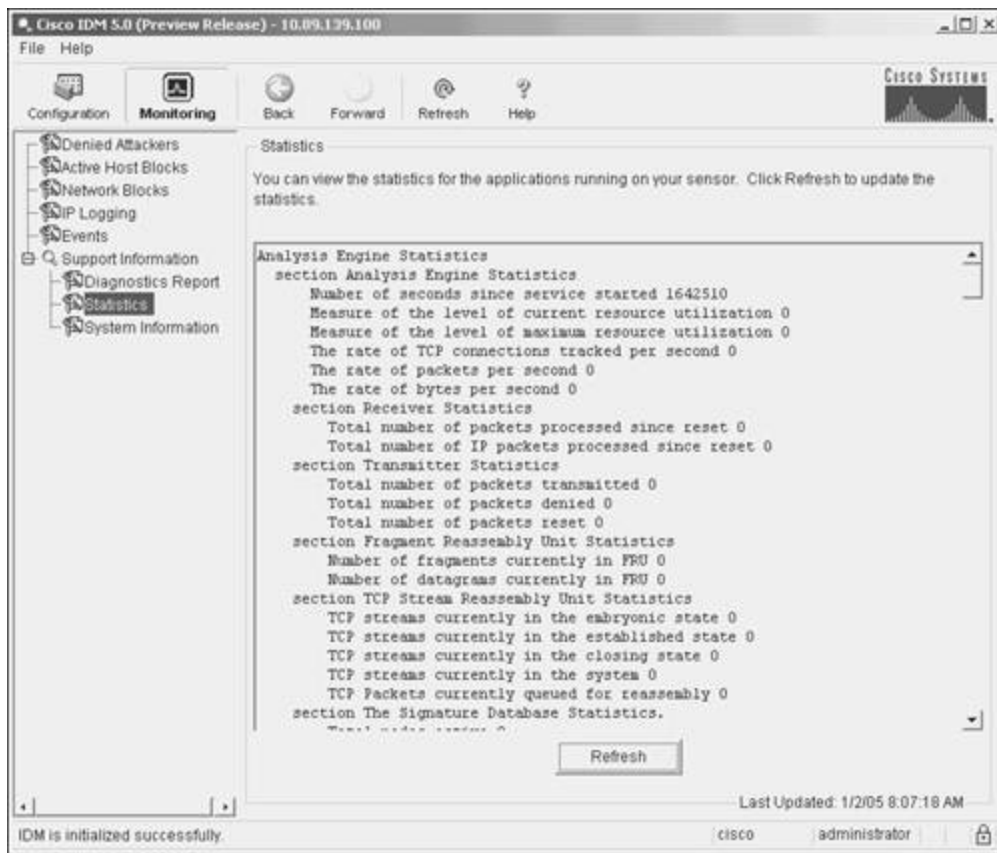 Cisco IDM 5.0 (Preview Release) - 10.89.139.100
File Help
Configuration Monitoring Back Forward Refresh Help
CISCO SYSTEMS
Denied Attackers
Active Host Blocks
Network Blocks
IP Logging
Events
Support Information
Diagnostics Report
Statistics
System Information
Statistics
You can view the statistics for the applications running on your sensor. Click Refresh to update the
statistics.
Analysis Engine Statistics
section Analysis Engine Statistics
Number of seconds since service started 1642510
Measure of the level of current resource utilization 0
Measure of the level of maximum resource utilization 0
The rate of TCP connections tracked per second 0
The rate of packets per second 0
The rate of bytes per second 0
section Receiver Statistics
Total number of packets processed since reset 0
Total number of IP packets processed since reset 0
section Transmitter Statistics
Total number of packets transmitted 0
Total number of packets denied 0
Total number of packets reset 0
section Fragment Reassembly Unit Statistics
Number of fragments currently in FRU 0
Number of datagrams currently in FRU 0
section TCP Stream Reassembly Unit Statistics
TCP streams currently in the embryonic state 0
TCP streams currently in the established state 0
TCP streams currently in the closing state 0
TCP streams currently in the system 0
TCP Packets currently queued for reassembly 0
section The Signature Database Statistics.
Refresh
Last Updated: 1/2/05 8:07:18 AM
IDM is initialized successfully.
cisco administrator